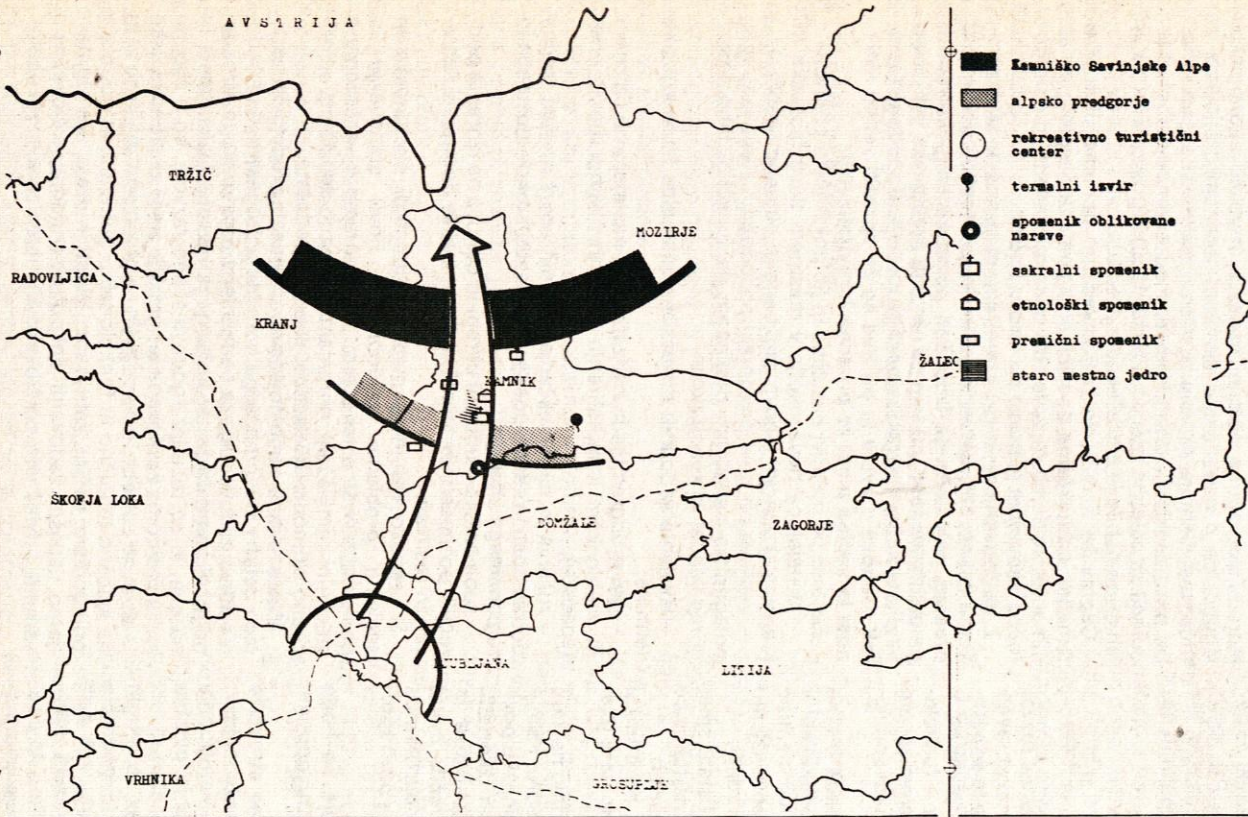 AVSTRIJA
TRŽIČ
MOZIRJE
RADOVLJICA
KRANJ
KAMNIK
ŽALEC
ŠKOFJA LOKA
DOMŽALE
ZAGORJE
LJUBLJANA
LITIJA
VRHNIKA
GROSUPLJE
Kamniško Savinjske Alpe
alpsko predgorje
rekreativno turistični
center
termalni izvir
spomenik oblikovane
narave
sakralni spomenik
etnološki spomenik
premični spomenik
staro mestno jedro